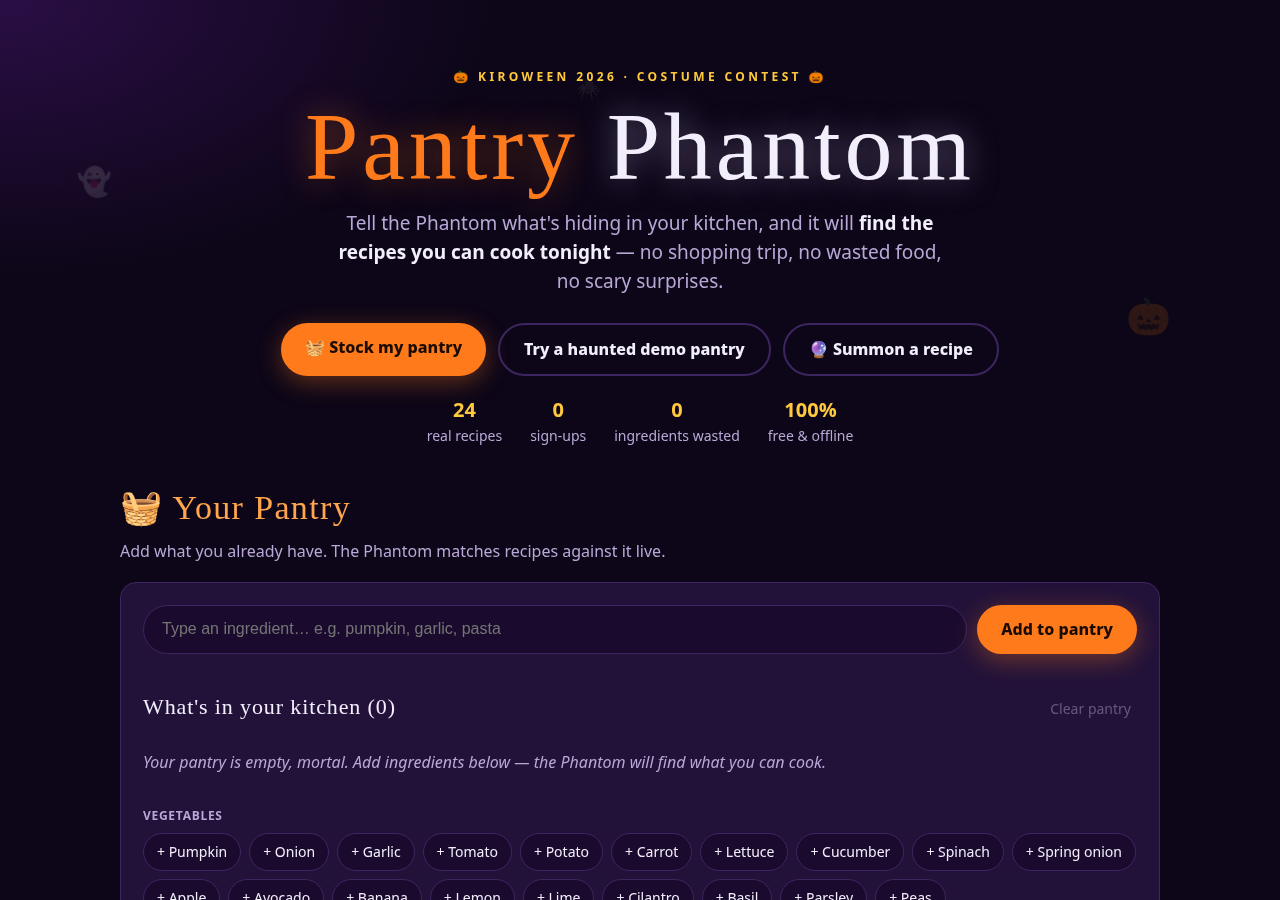 🎃 KIROWEEN 2026 · COSTUME CONTEST 🎃
Pantry Phantom
Tell the Phantom what's hiding in your kitchen, and it will find the
recipes you can cook tonight — no shopping trip, no wasted food,
no scary surprises.
🧺 Stock my pantry Try a haunted demo pantry 🔮 Summon a recipe
24 0 0 100%
real recipes sign-ups ingredients wasted free & offline
🧺 Your Pantry
Add what you already have. The Phantom matches recipes against it live.
Type an ingredient… e.g. pumpkin, garlic, pasta Add to pantry
What's in your kitchen (0) Clear pantry
Your pantry is empty, mortal. Add ingredients below — the Phantom will find what you can cook.
VEGETABLES
+ Pumpkin + Onion + Garlic + Tomato + Potato + Carrot + Lettuce + Cucumber + Spinach + Spring onion
+ Apple + Avocado + Banana + Lemon + Lime + Cilantro + Basil + Parsley + Peas